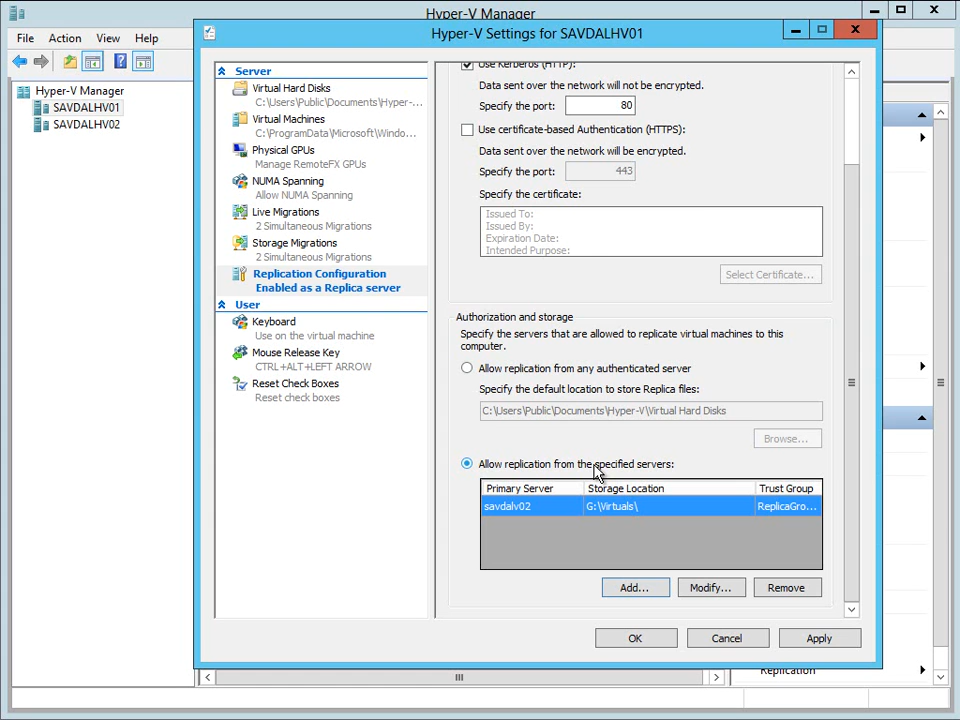 Hyper-V Manager
File Action View Help
Hyper-V Manager
SAVDALHV01
SAVDALHV02
Hyper-V Settings for SAVDALHV01
Server
Virtual Hard Disks
C:\Users\Public\Documents\Hyper-...
Virtual Machines
C:\ProgramData\Microsoft\Windo...
Physical GPUs
Manage RemoteFX GPUs
NUMA Spanning
Allow NUMA Spanning
Live Migrations
2 Simultaneous Migrations
Storage Migrations
2 Simultaneous Migrations
Replication Configuration
Enabled as a Replica server
User
Keyboard
Use on the virtual machine
Mouse Release Key
CTRL+ALT+LEFT ARROW
Reset Check Boxes
Reset check boxes
Use Kerberos (HTTP):
Data sent over the network will not be encrypted.
Specify the port: 80
Use certificate-based Authentication (HTTPS):
Data sent over the network will be encrypted.
Specify the port: 443
Specify the certificate:
Issued To:
Issued By:
Expiration Date:
Intended Purpose:
Select Certificate...
Authorization and storage
Specify the servers that are allowed to replicate virtual machines to this
computer.
Allow replication from any authenticated server
Specify the default location to store Replica files:
C:\Users\Public\Documents\Hyper-V\Virtual Hard Disks
Browse...
Allow replication from the specified servers:
Primary Server Storage Location Trust Group
savdalv02 G:\Virtuals\ ReplicaGro...
Add... Modify... Remove
OK Cancel Apply
Replication